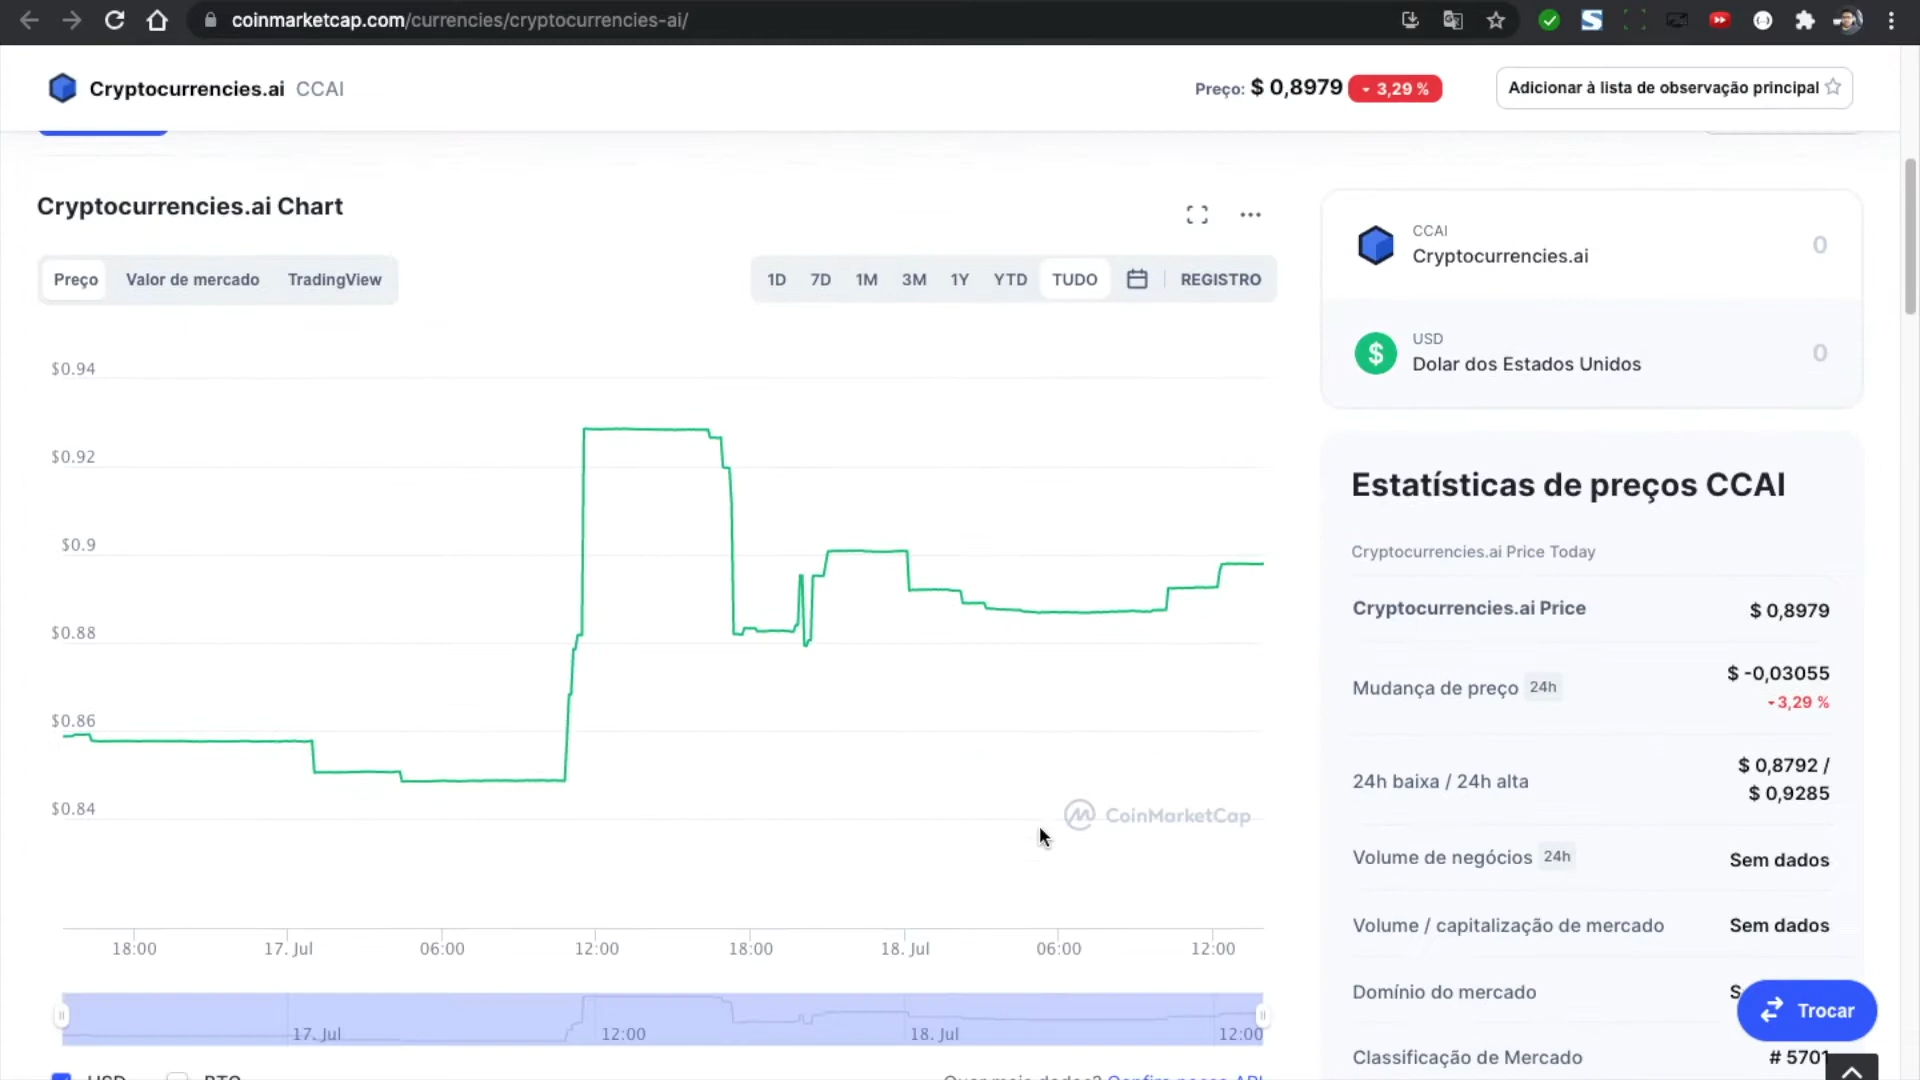 coinmarketcap.com/currencies/cryptocurrencies-ai/
Cryptocurrencies.ai CCAI
Preço: $ 0,8979 3,29 %
Adicionar à lista de observação principal
Cryptocurrencies.ai Chart
Preço Valor de mercado TradingView
1D 7D 1M 3M 1Y YTD TUDO REGISTRO
$0.94
$0.92
$0.9
$0.88
$0.86
$0.84
CoinMarketCap
18:00 17. Jul 06:00 12:00 18:00 18. Jul 06:00 12:00
17. Jul 12:00 18. Jul 12:00
CCAI
Cryptocurrencies.ai 0
USD
Dolar dos Estados Unidos 0
Estatísticas de preços CCAI
Cryptocurrencies.ai Price Today
Cryptocurrencies.ai Price $ 0,8979
Mudança de preço 24h $ -0,03055
3,29 %
24h baixa / 24h alta $ 0,8792 /
$ 0,9285
Volume de negócios 24h Sem dados
Volume / capitalização de mercado Sem dados
Domínio do mercado
Trocar
Classificação de Mercado # 5701